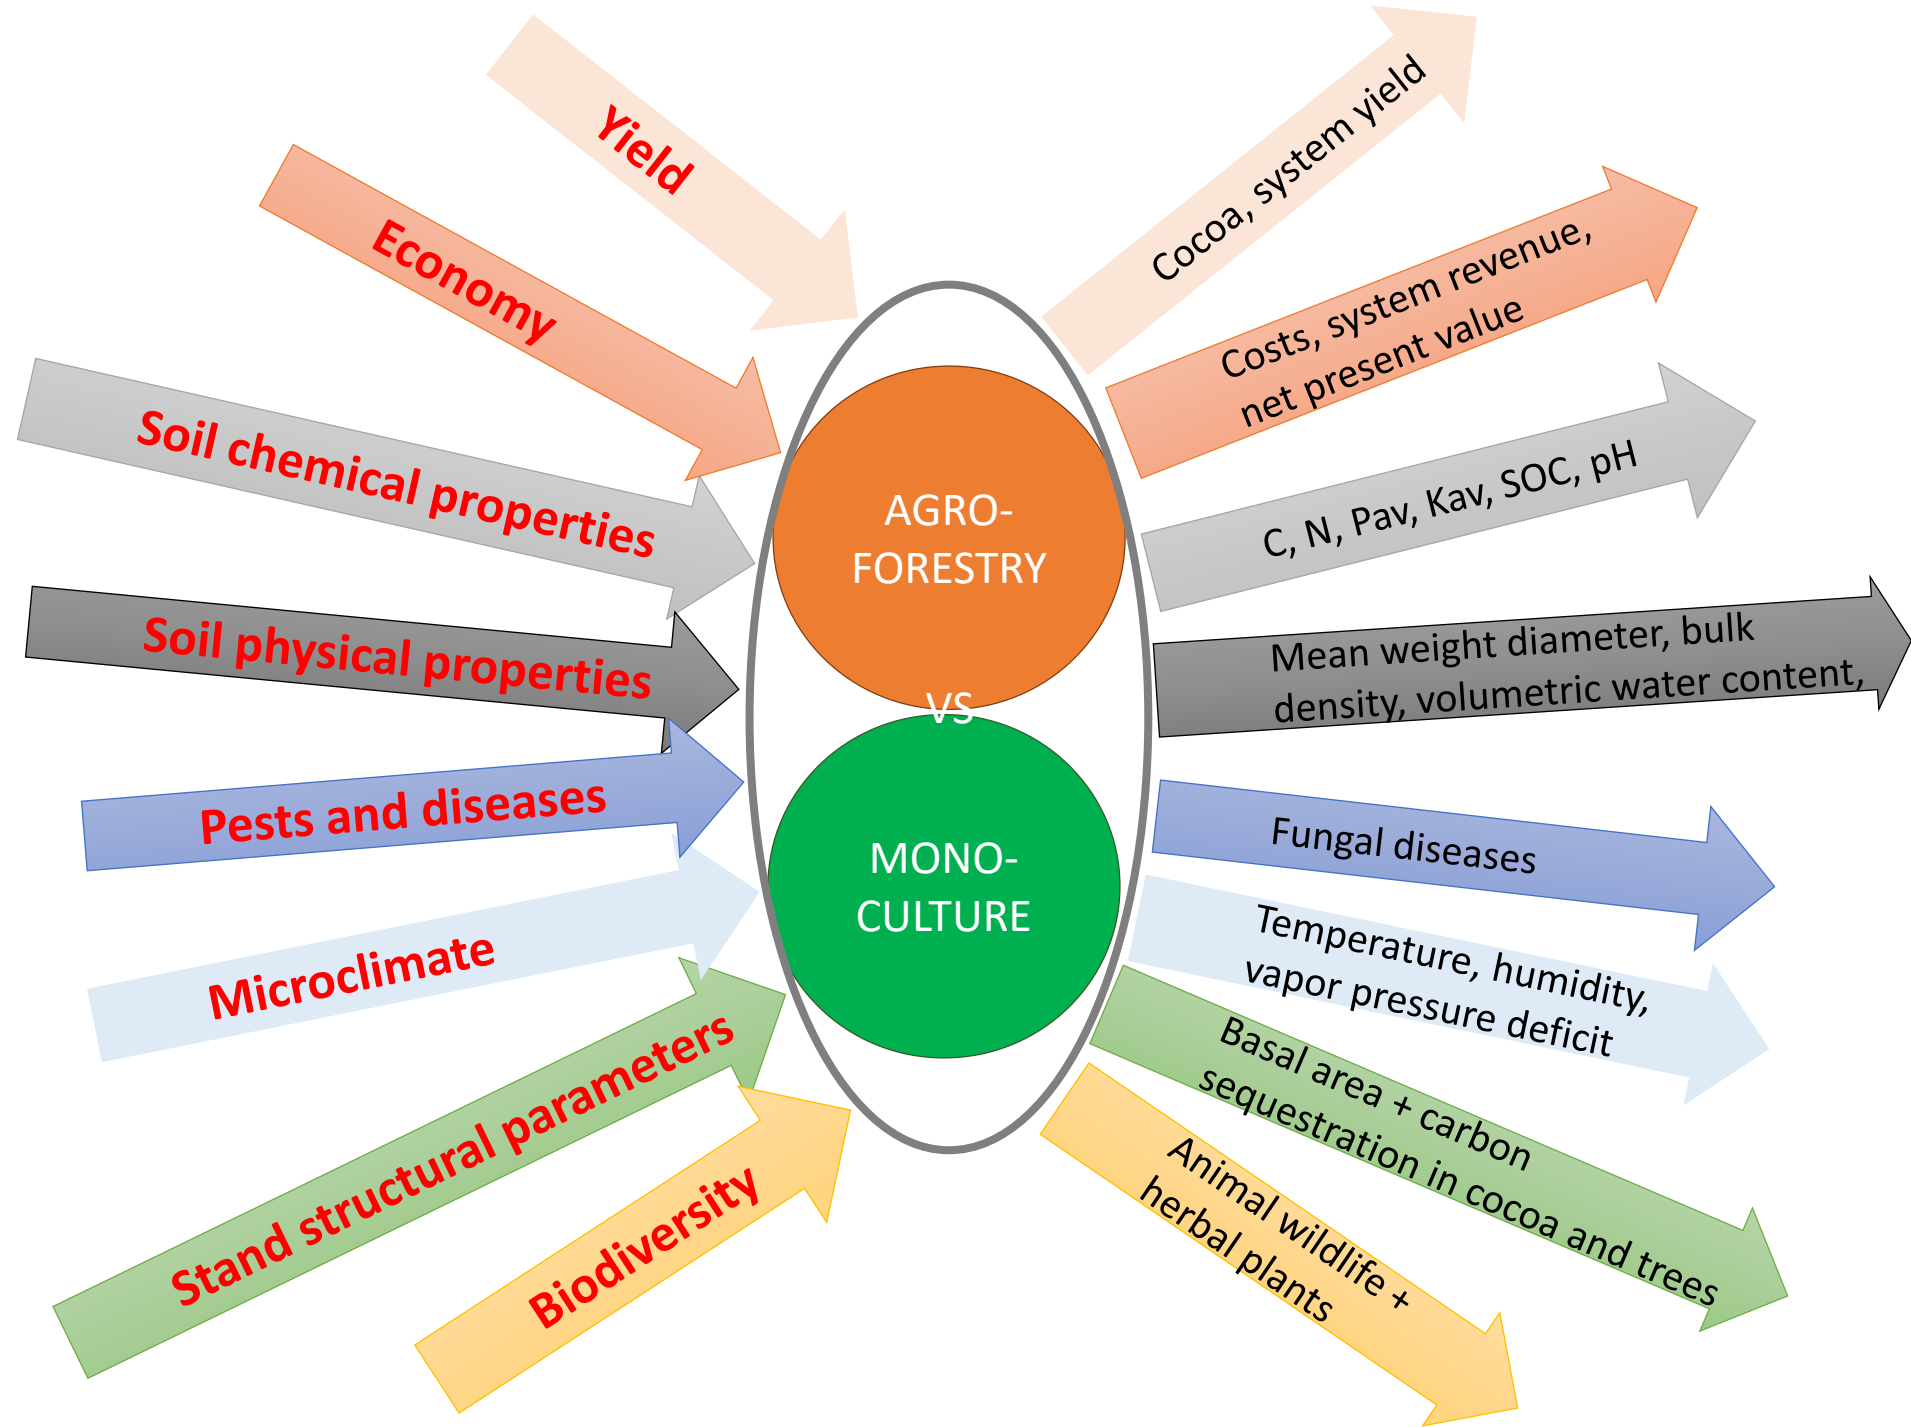 Yield
Economy
Soil chemical properties
Soil physical properties
Pests and diseases
Microclimate
Stand structural parameters
Biodiversity
AGRO-
FORESTRY
VS
MONO-
CULTURE
Cocoa, system yield
Costs, system revenue,
net present value
C, N, Pav, Kav, SOC, pH
Mean weight diameter, bulk
density, volumetric water content,
Fungal diseases
Temperature, humidity,
vapor pressure deficit
Basal area + carbon
sequestration in cocoa and trees
Animal wildlife +
herbal plants